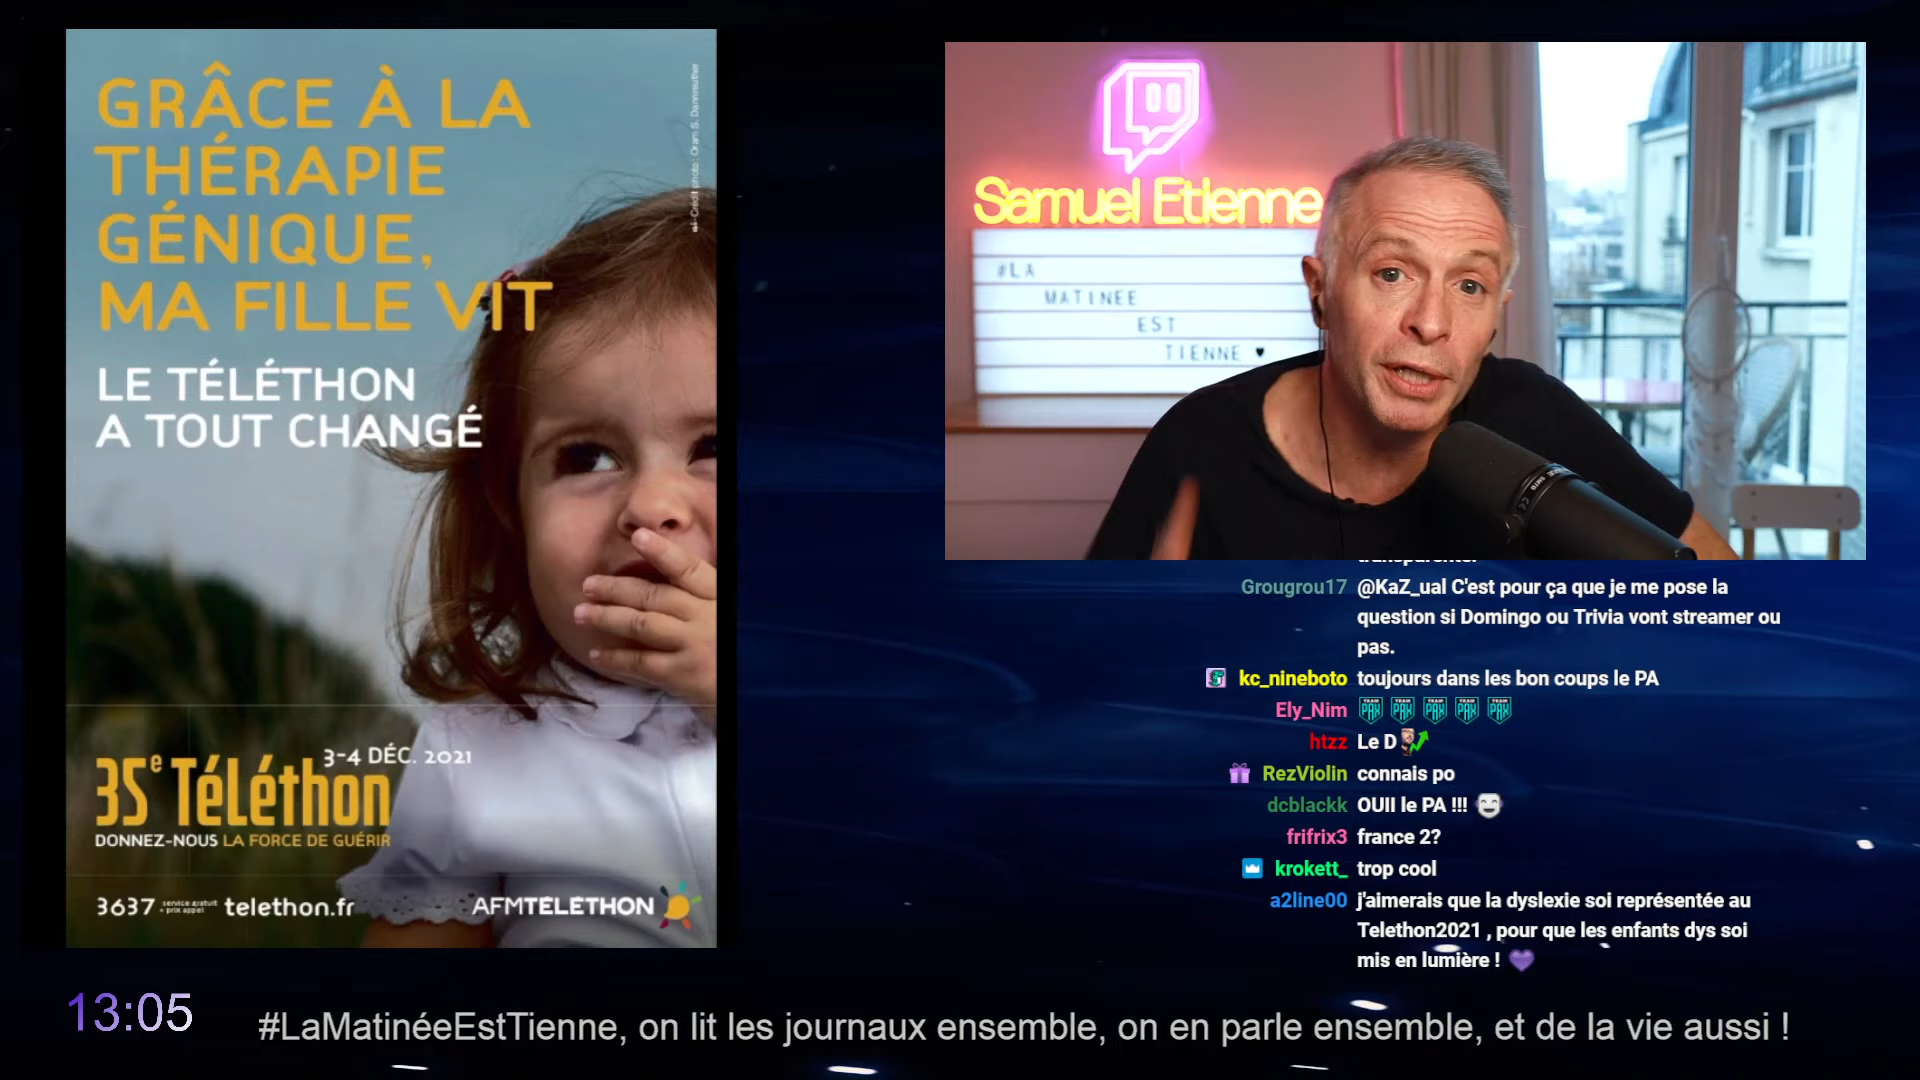 GRÂCE À LA
THÉRAPIE
GÉNIQUE,
MA FILLE VIT
LE TÉLÉTHON
A TOUT CHANGÉ
3-4 DÉC. 2021
35e Téléthon
DONNEZ-NOUS LA FORCE DE GUÉRIR
3637 service gratuit + prix appel telethon.fr
AFMTÉLÉTHON
Samuel Etienne
#LA
MATINEE
EST
TIENNE ♥
Grougrou17 @KaZ_ual C'est pour ça que je me pose la
question si Domingo ou Trivia vont streamer ou
pas.
kc_nineboto toujours dans les bon coups le PA
Ely_Nim
htzz Le D
RezViolin connais po
dcblackk OUII le PA !!!
frifrix3 france 2?
krokett_ trop cool
a2line00 j'aimerais que la dyslexie soi représentée au
Telethon2021 , pour que les enfants dys soi
mis en lumière !
13:05
#LaMatinéeEstTienne, on lit les journaux ensemble, on en parle ensemble, et de la vie aussi !